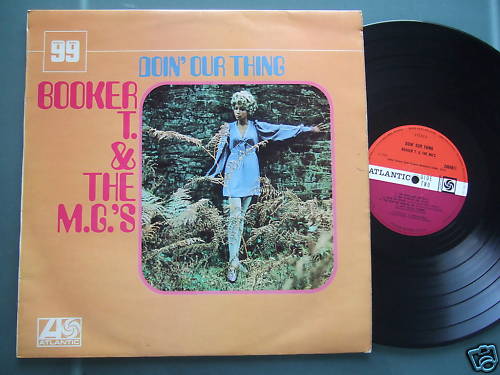 99
DOIN' OUR THING
BOOKER
T.
&
THE
M.G.'S
ATLANTIC
DOIN' OUR THING
BOOKER T. & THE MG's
ATLANTIC
SIDE
TWO